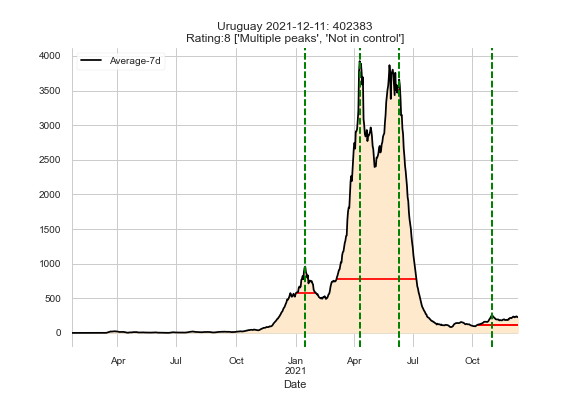 Uruguay 2021-12-11: 402383
Rating:8 ['Multiple peaks', 'Not in control']
Average-7d
4000
3500
3000
2500
2000
1500
1000
500
0
Apr Jul Oct Jan Apr Jul Oct
2021
Date